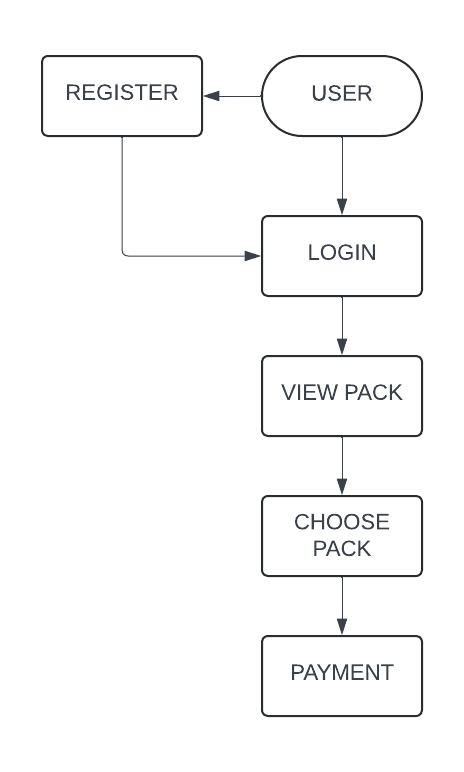 REGISTER
USER
LOGIN
VIEW PACK
CHOOSE
PACK
PAYMENT